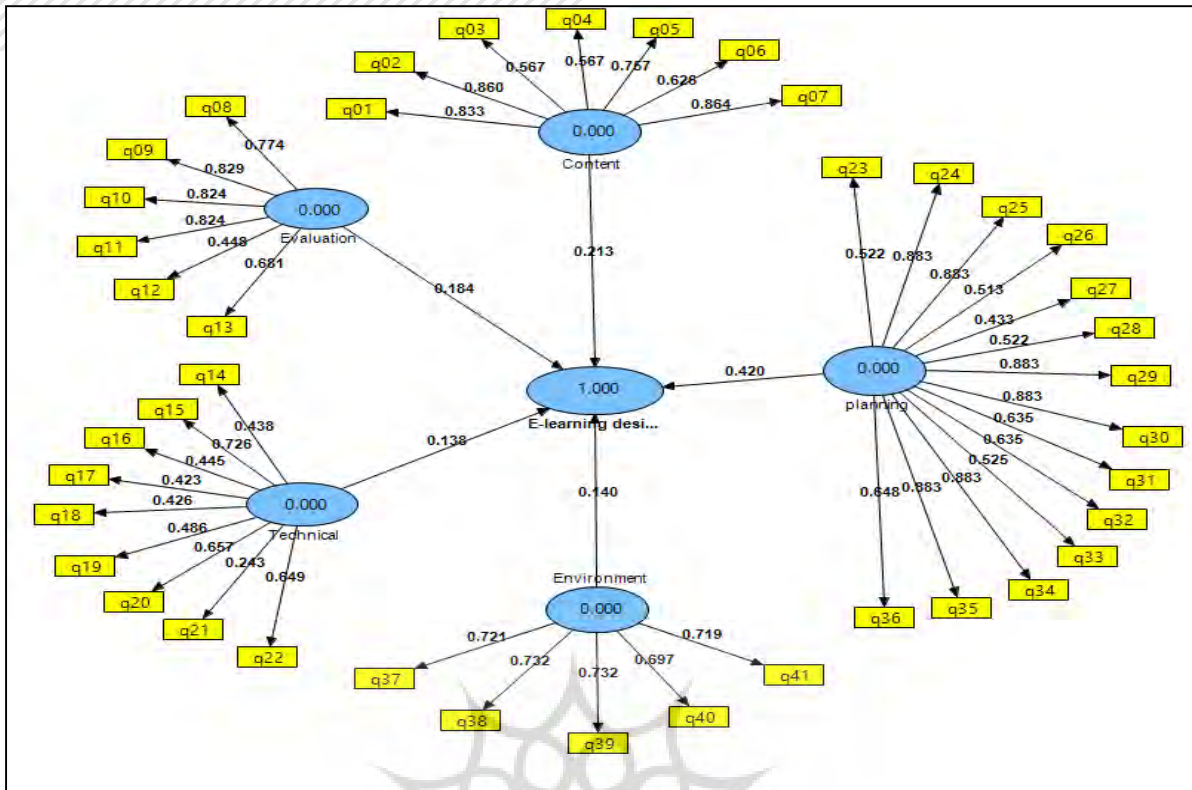 q04
q03
q05
q02
q06
q01
q07
0.567
0.567
0.757
0.628
0.860
0.864
0.833
0.000
Content
q08
q09
q10
q11
q12
q13
0.774
0.829
0.824
0.824
0.448
0.681
0.000
Evaluation
0.213
0.184
q23
q24
q25
q26
q27
q28
q29
q30
q31
q32
q33
q34
q35
q36
0.522
0.883
0.883
0.513
0.433
0.522
0.883
0.883
0.635
0.635
0.525
0.883
0.883
0.648
0.000
planning
0.420
1.000
E-learning desi...
q14
q15
q16
q17
q18
q19
q20
q21
q22
0.438
0.726
0.445
0.423
0.426
0.486
0.657
0.243
0.649
0.000
Technical
0.138
0.140
Environment
0.000
0.721
0.732
0.732
0.697
0.719
q37
q38
q39
q40
q41